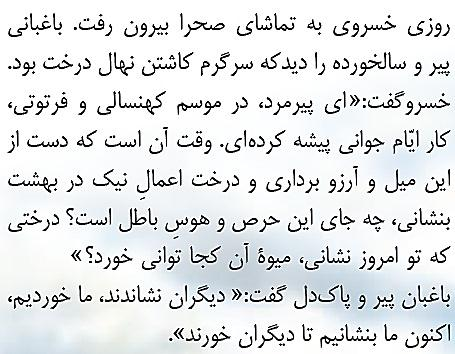 روزی خسروی به تماشای صحرا بیرون رفت. باغبانی
پیر و سالخورده را دیدکه سرگرم کاشتن نهال درخت بود.
خسروگفت:«ای پیرمرد، در موسم کهنسالی و فرتوتی،
کار ایّام جوانی پیشه کرده‌ای. وقت آن است که دست از
این میل و آرزو برداری و درخت اعمالِ نیک در بهشت
بنشانی، چه جای این حرص و هوسِ باطل است؟ درختی
که تو امروز نشانی، میوهٔ آن کجا توانی خورد؟»
باغبان پیر و پاک‌دل گفت:« دیگران نشاندند، ما خوردیم،
اکنون ما بنشانیم تا دیگران خورند».